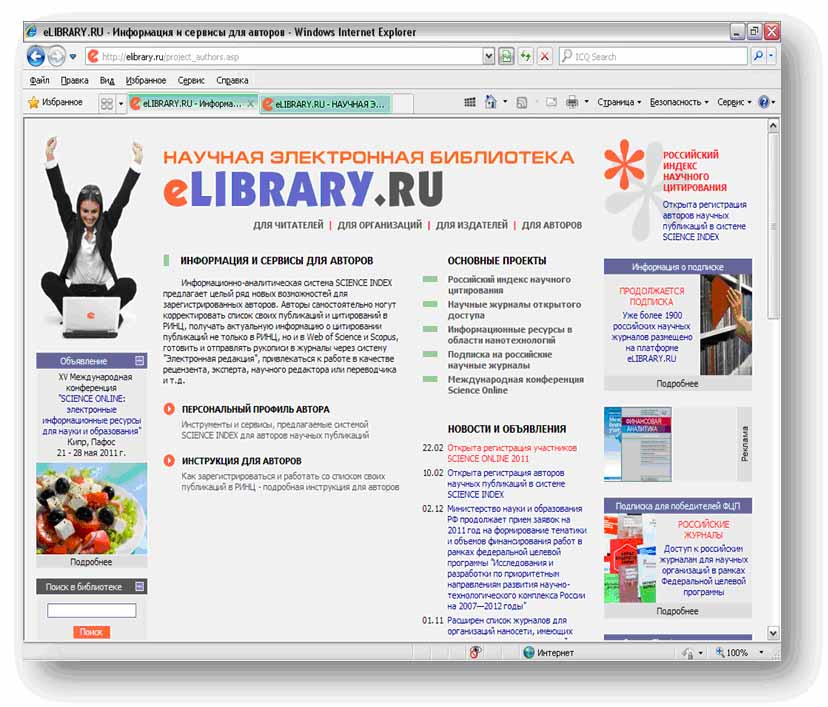 eLIBRARY.RU - Информация и сервисы для авторов - Windows Internet Explorer
http://elibrary.ru/project_authors.asp
ICQ Search
Файл Правка Вид Избранное Сервис Справка
Избранное
eLIBRARY.RU - Информа...
eLIBRARY.RU - НАУЧНАЯ Э...
Страница
Безопасность
Сервис
НАУЧНАЯ ЭЛЕКТРОННАЯ БИБЛИОТЕКА
eLIBRARY.RU
ДЛЯ ЧИТАТЕЛЕЙ | ДЛЯ ОРГАНИЗАЦИЙ | ДЛЯ ИЗДАТЕЛЕЙ | ДЛЯ АВТОРОВ
Объявление
XV Международная
конференция
"SCIENCE ONLINE:
электронные
информационные ресурсы
для науки и образования"
Кипр, Пафос
21 - 28 мая 2011 г.
Подробнее
Поиск в библиотеке
Поиск
ИНФОРМАЦИЯ И СЕРВИСЫ ДЛЯ АВТОРОВ
Информационно-аналитическая система SCIENCE INDEX
предлагает целый ряд новых возможностей для
зарегистрированных авторов. Авторы самостоятельно могут
корректировать список своих публикаций и цитирований в
РИНЦ, получать актуальную информацию о цитировании
публикаций не только в РИНЦ, но и в Web of Science и Scopus,
готовить и отправлять рукописи в журналы через систему
"Электронная редакция", привлекаться к работе в качестве
рецензента, эксперта, научного редактора или переводчика
и т.д.
ПЕРСОНАЛЬНЫЙ ПРОФИЛЬ АВТОРА
Инструменты и сервисы, предлагаемые системой
SCIENCE INDEX для авторов научных публикаций
ИНСТРУКЦИЯ ДЛЯ АВТОРОВ
Как зарегистрироваться и работать со списком своих
публикаций в РИНЦ - подробная инструкция для авторов
ОСНОВНЫЕ ПРОЕКТЫ
Российский индекс научного
цитирования
Научные журналы открытого
доступа
Информационные ресурсы в
области нанотехнологий
Подписка на российские
научные журналы
Международная конференция
Science Online
НОВОСТИ И ОБЪЯВЛЕНИЯ
22.02 Открыта регистрация участников
SCIENCE ONLINE 2011
10.02 Открыта регистрация авторов
научных публикаций в системе
SCIENCE INDEX
02.12 Министерство науки и образования
РФ продолжает прием заявок на
2011 год на формирование тематики
и объемов финансирования работ в
рамках федеральной целевой
программы "Исследования и
разработки по приоритетным
направлениям развития научно-
технологического комплекса России
на 2007—2012 годы"
01.11 Расширен список журналов для
организаций наносети, имеющих
РОССИЙСКИЙ
ИНДЕКС
НАУЧНОГО
ЦИТИРОВАНИЯ
Открыта регистрация
авторов научных
публикаций в системе
SCIENCE INDEX
Информация о подписке
ПРОДОЛЖАЕТСЯ
ПОДПИСКА
Уже более 1900
российских научных
журналов размещено
на платформе
eLIBRARY.RU
Подробнее
ФИНАНСОВАЯ
АНАЛИТИКА
Реклама
Подписка для победителей ФЦП
РОССИЙСКИЕ
ЖУРНАЛЫ
Доступ к российским
журналам для научных
организаций в рамках
Федеральной целевой
программы
Подробнее
Интернет
100%